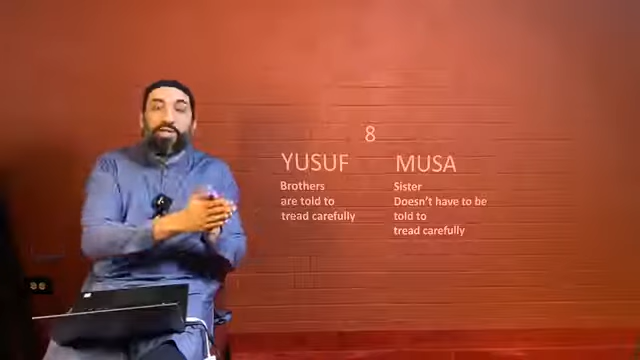 8
YUSUF
Brothers
are told to
tread carefully
MUSA
Sister
Doesn't have to be
told to
tread carefully